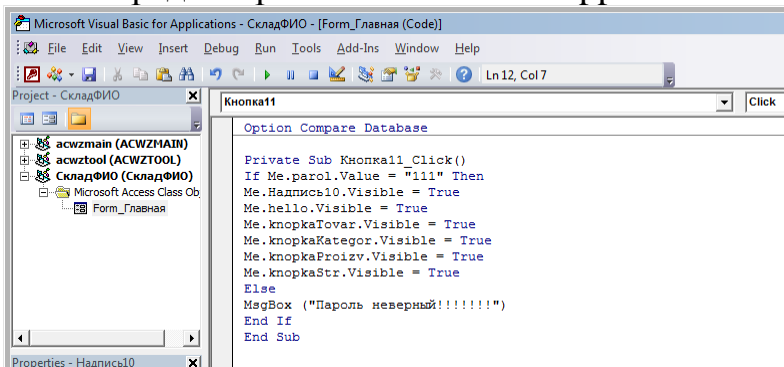 Microsoft Visual Basic for Applications - СкладФИО - [Form_Главная (Code)]
File Edit View Insert Debug Run Tools Add-Ins Window Help
Ln 12, Col 7
Project - СкладФИО
Кнопка11
Click
acwzmain (ACWZMAIN)
acwztool (ACWZTOOL)
СкладФИО (СкладФИО)
Microsoft Access Class Ob
Form_Главная
Option Compare Database
Private Sub Кнопка11_Click()
If Me.parol.Value = "111" Then
Me.Надпись10.Visible = True
Me.hello.Visible = True
Me.knopkaTovar.Visible = True
Me.knopkaKategor.Visible = True
Me.knopkaProizv.Visible = True
Me.knopkaStr.Visible = True
Else
MsgBox ("Пароль неверный!!!!!!!")
End If
End Sub
Properties - Надпись10